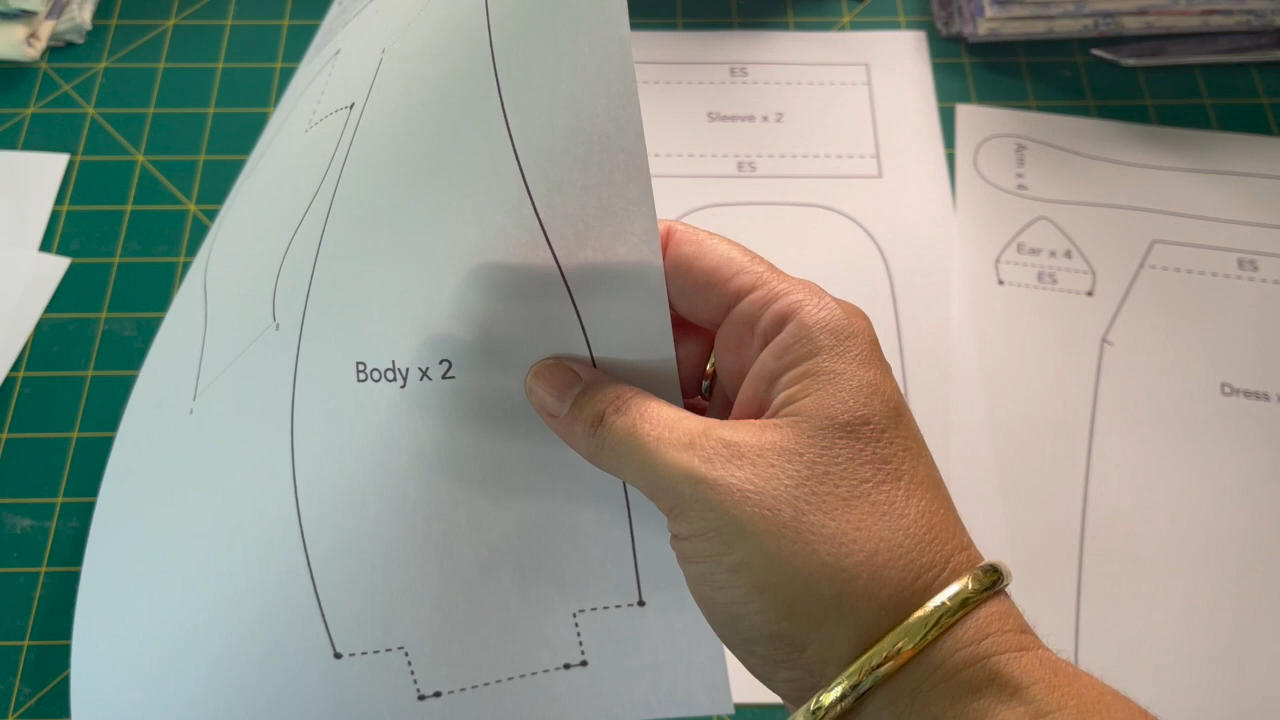 Body x 2
ES
Sleeve x 2
ES
Arm x 4
Ear x 4
ES
ES
Dress x